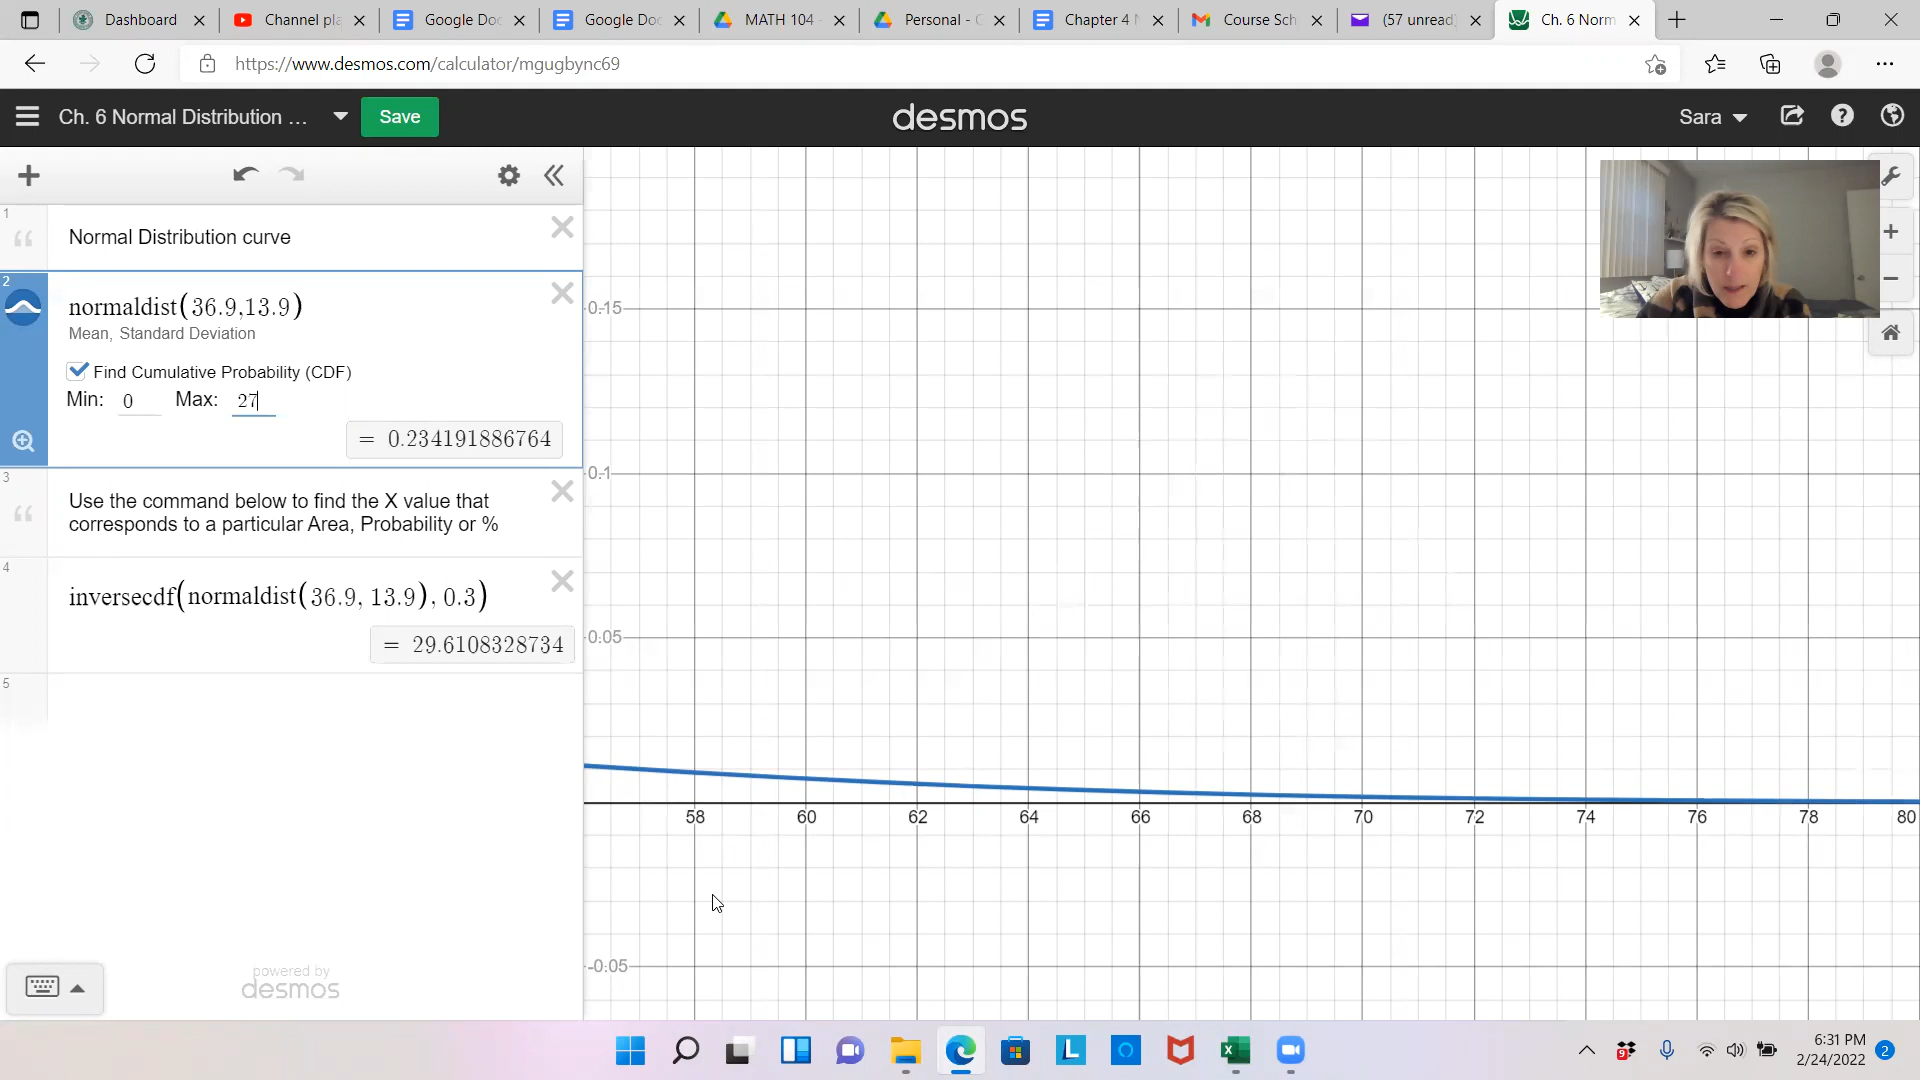 Dashboard
Channel pl
Google Doc
Google Doc
MATH 104 -
Personal -
Chapter 4
Course Sch
(57 unread)
Ch. 6 Norm
https://www.desmos.com/calculator/mgugbync69
Ch. 6 Normal Distribution ...
Save
desmos
Sara
1
Normal Distribution curve
2
normaldist(36.9,13.9)
Mean, Standard Deviation
Find Cumulative Probability (CDF)
Min: 0 Max: 27
= 0.234191886764
3
Use the command below to find the X value that
corresponds to a particular Area, Probability or %
4
inversecdf(normaldist(36.9, 13.9), 0.3)
= 29.6108328734
5
powered by
desmos
0.15
0.1
0.05
58 60 62 64 66 68 70 72 74 76 78 80
-0.05
6:31 PM
2/24/2022
2
9